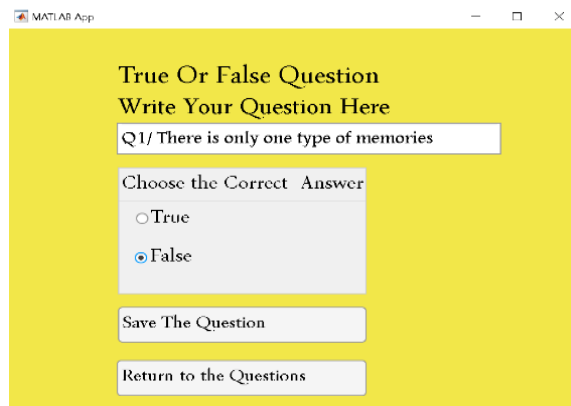 MATLAB App
True Or False Question
Write Your Question Here
Q1/ There is only one type of memories
Choose the Correct Answer
True
False
Save The Question
Return to the Questions